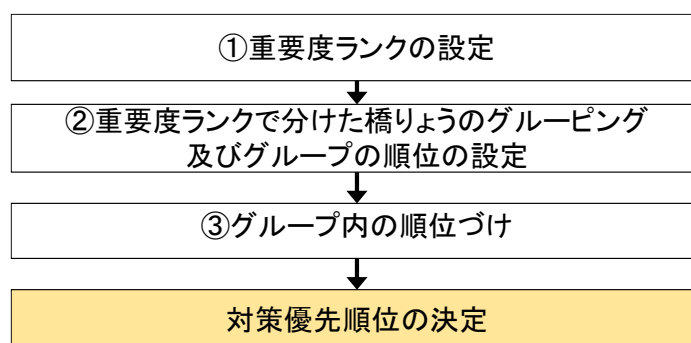 ①重要度ランクの設定
②重要度ランクで分けた橋りょうのグルーピング
及びグループの順位の設定
③グループ内の順位づけ
対策優先順位の決定